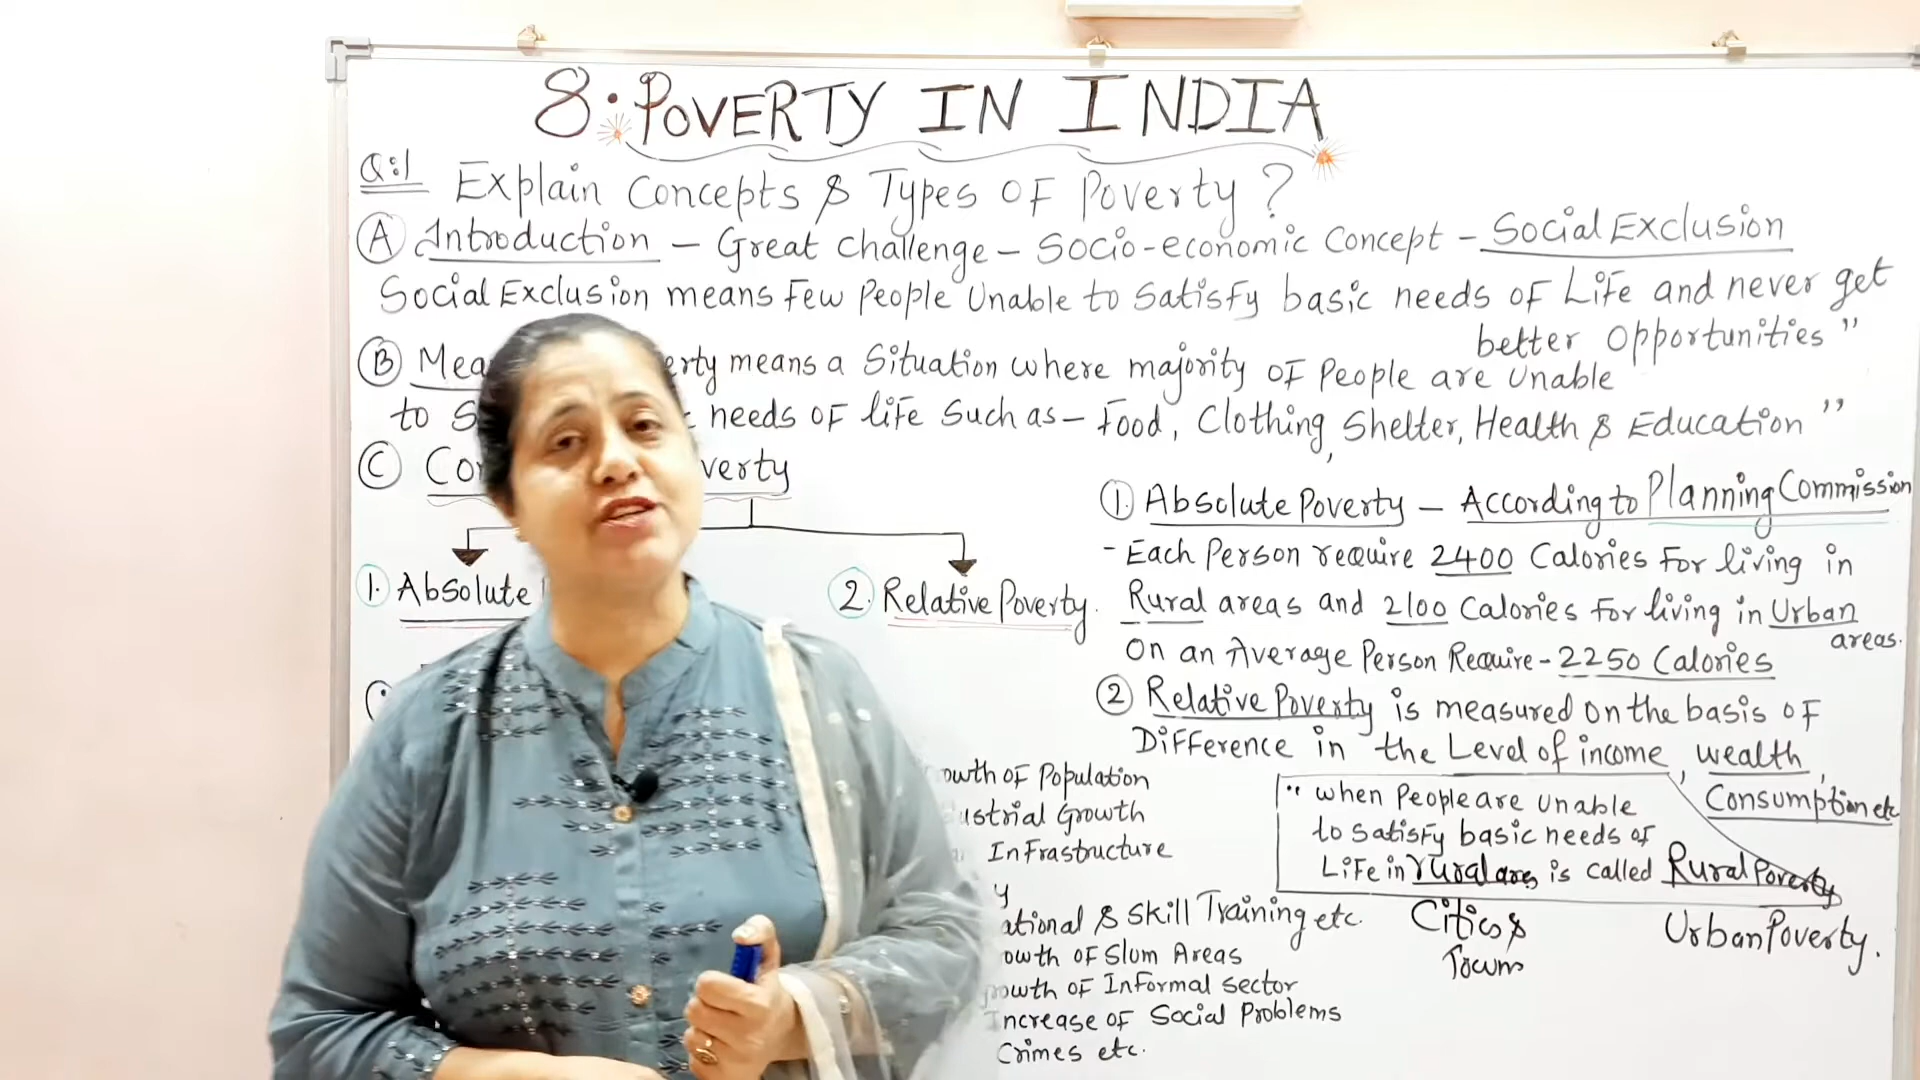 8. POVERTY IN INDIA
Q:1 Explain Concepts & Types of Poverty?
(A) Introduction – Great Challenge – Socio-economic Concept – Social Exclusion
Social Exclusion means Few People Unable to Satisfy basic needs of Life and never get
better Opportunities”
(B) Mea erty means a Situation where majority of People are Unable
to S needs of life Such as – Food, Clothing, Shelter, Health & Education”
(C) Con verty
1. Absolute
2. Relative Poverty.
(1.) Absolute Poverty – According to Planning Commission
- Each Person require 2400 Calories For living in
Rural areas and 2100 Calories For living in Urban
areas.
On an Average Person Require - 2250 Calories
(2) Relative Poverty is measured on the basis of
Difference in the Level of income, wealth,
Consumption etc
owth of Population
ustrial Growth
Infrastructure
y
ational & Skill Training etc.
owth of Slum Areas
rowth of Informal Sector
Increase of Social Problems
Crimes etc.
“ when People are Unable
to Satisfy basic needs of
Life in rural ares is called Rural Poverty
Cities &
Towns
Urban Poverty.